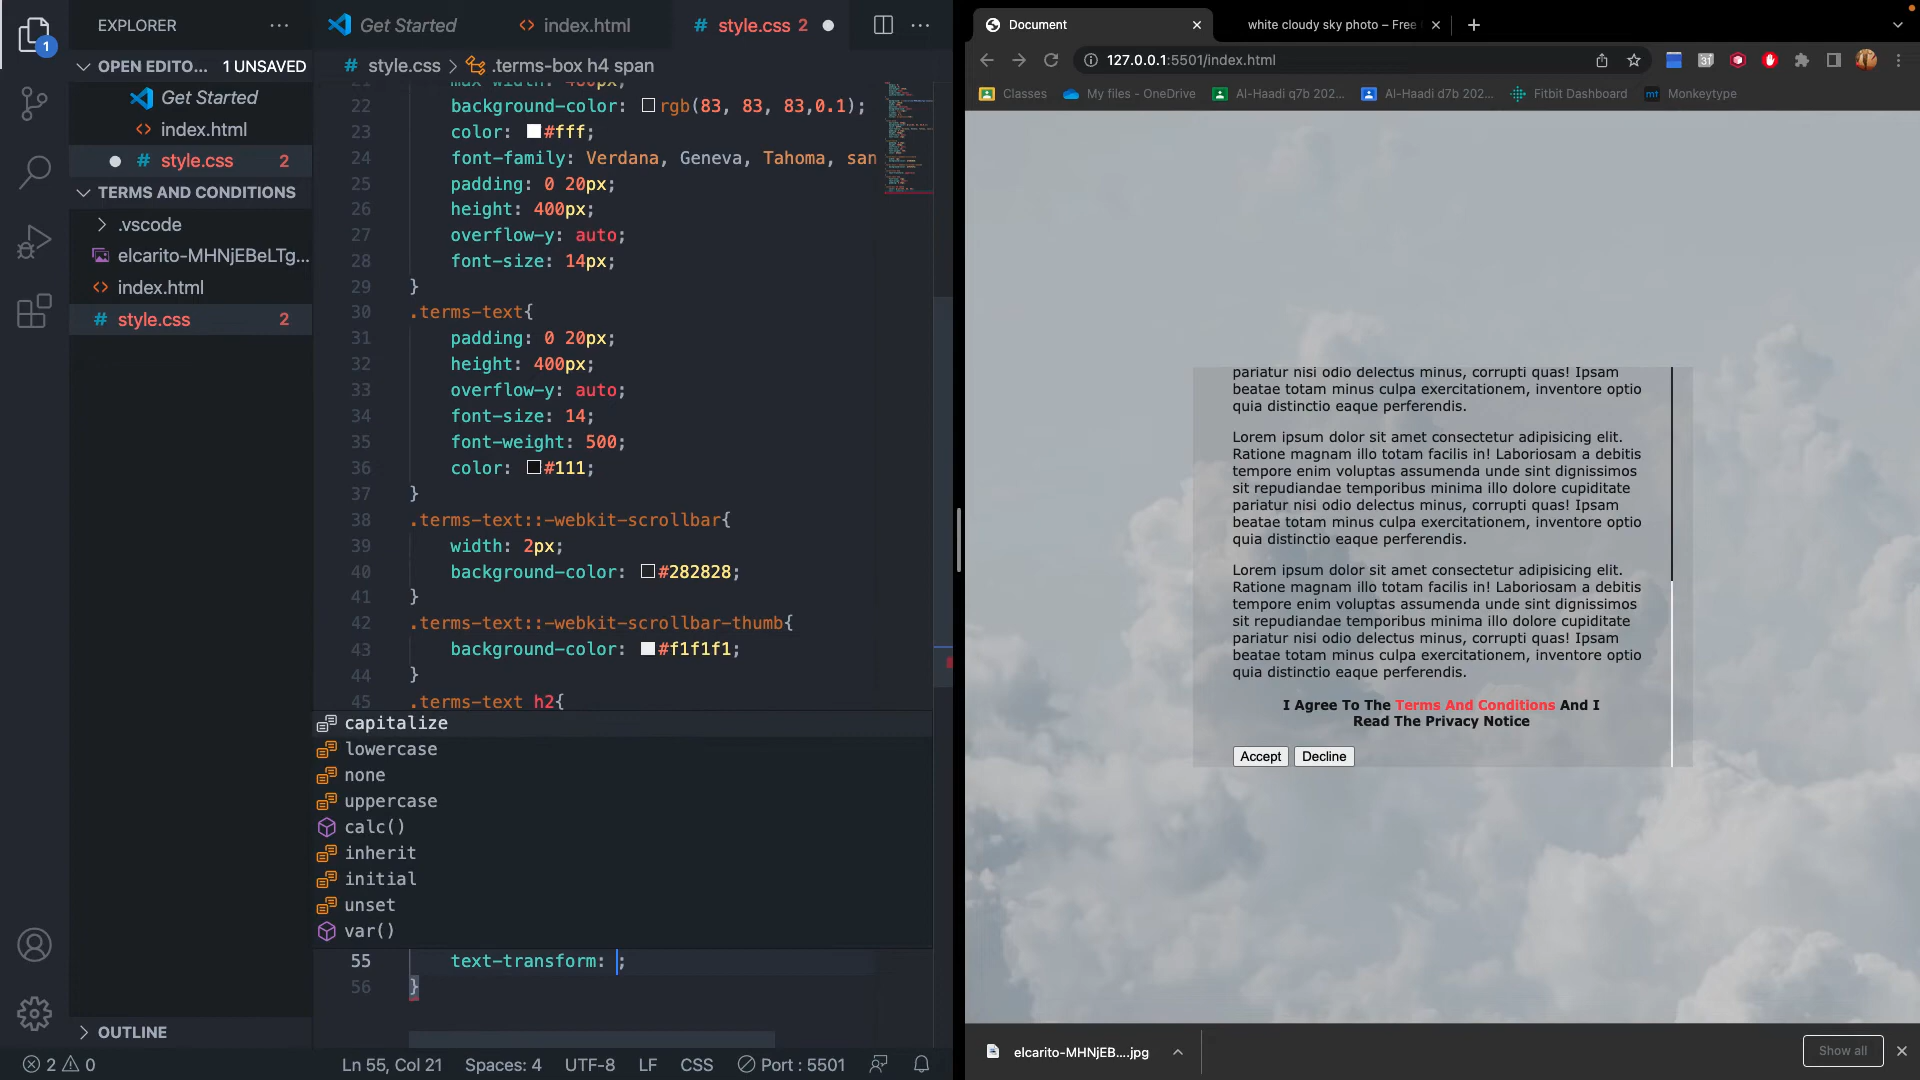 EXPLORER
OPEN EDITO... 1 UNSAVED
Get Started
index.html
style.css 2
TERMS AND CONDITIONS
.vscode
elcarito-MHNjEBeLTg...
index.html
style.css 2
OUTLINE
1
Get Started
index.html
style.css 2
style.css > .terms-box h4 span
22 background-color: rgb(83, 83, 83,0.1);
23 color: #fff;
24 font-family: Verdana, Geneva, Tahoma, san
25 padding: 0 20px;
26 height: 400px;
27 overflow-y: auto;
28 font-size: 14px;
29 }
30 .terms-text{
31 padding: 0 20px;
32 height: 400px;
33 overflow-y: auto;
34 font-size: 14;
35 font-weight: 500;
36 color: #111;
37 }
38 .terms-text::-webkit-scrollbar{
39 width: 2px;
40 background-color: #282828;
41 }
42 .terms-text::-webkit-scrollbar-thumb{
43 background-color: #f1f1f1;
44 }
45 .terms-text h2{
capitalize
lowercase
none
uppercase
calc()
inherit
initial
unset
var()
55 text-transform: ;
56 }
2 0
Ln 55, Col 21
Spaces: 4
UTF-8
LF
CSS
Port : 5501
Document
white cloudy sky photo – Free
127.0.0.1:5501/index.html
31
Classes
My files - OneDrive
Al-Haadi q7b 202...
Al-Haadi d7b 202...
Fitbit Dashboard
mt Monkeytype
pariatur nisi odio delectus minus, corrupti quas! Ipsam
beatae totam minus culpa exercitationem, inventore optio
quia distinctio eaque perferendis.
Lorem ipsum dolor sit amet consectetur adipisicing elit.
Ratione magnam illo totam facilis in! Laboriosam a debitis
tempore enim voluptas assumenda unde sint dignissimos
sit repudiandae temporibus minima illo dolore cupiditate
pariatur nisi odio delectus minus, corrupti quas! Ipsam
beatae totam minus culpa exercitationem, inventore optio
quia distinctio eaque perferendis.
Lorem ipsum dolor sit amet consectetur adipisicing elit.
Ratione magnam illo totam facilis in! Laboriosam a debitis
tempore enim voluptas assumenda unde sint dignissimos
sit repudiandae temporibus minima illo dolore cupiditate
pariatur nisi odio delectus minus, corrupti quas! Ipsam
beatae totam minus culpa exercitationem, inventore optio
quia distinctio eaque perferendis.
I Agree To The Terms And Conditions And I
Read The Privacy Notice
Accept Decline
elcarito-MHNjEB....jpg
Show all